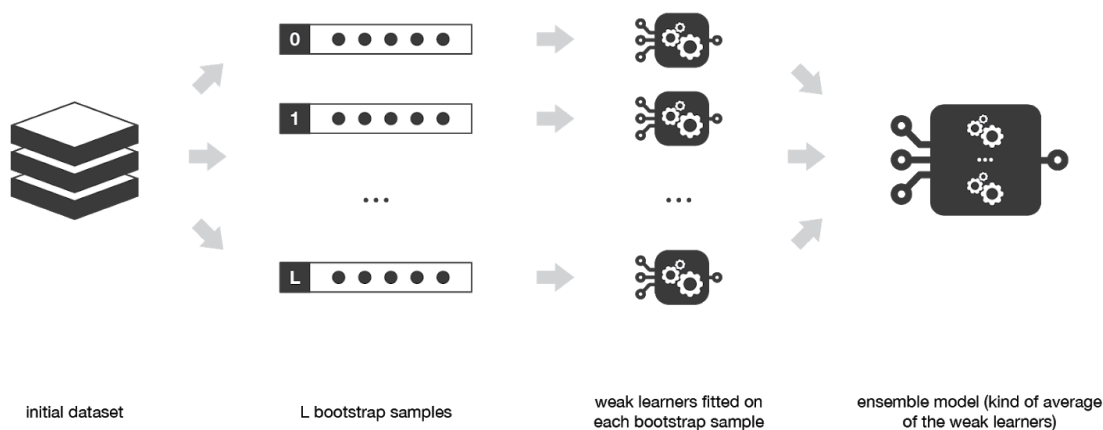 0
1
...
...
...
L
initial dataset
L bootstrap samples
weak learners fitted on
each bootstrap sample
ensemble model (kind of average
of the weak learners)